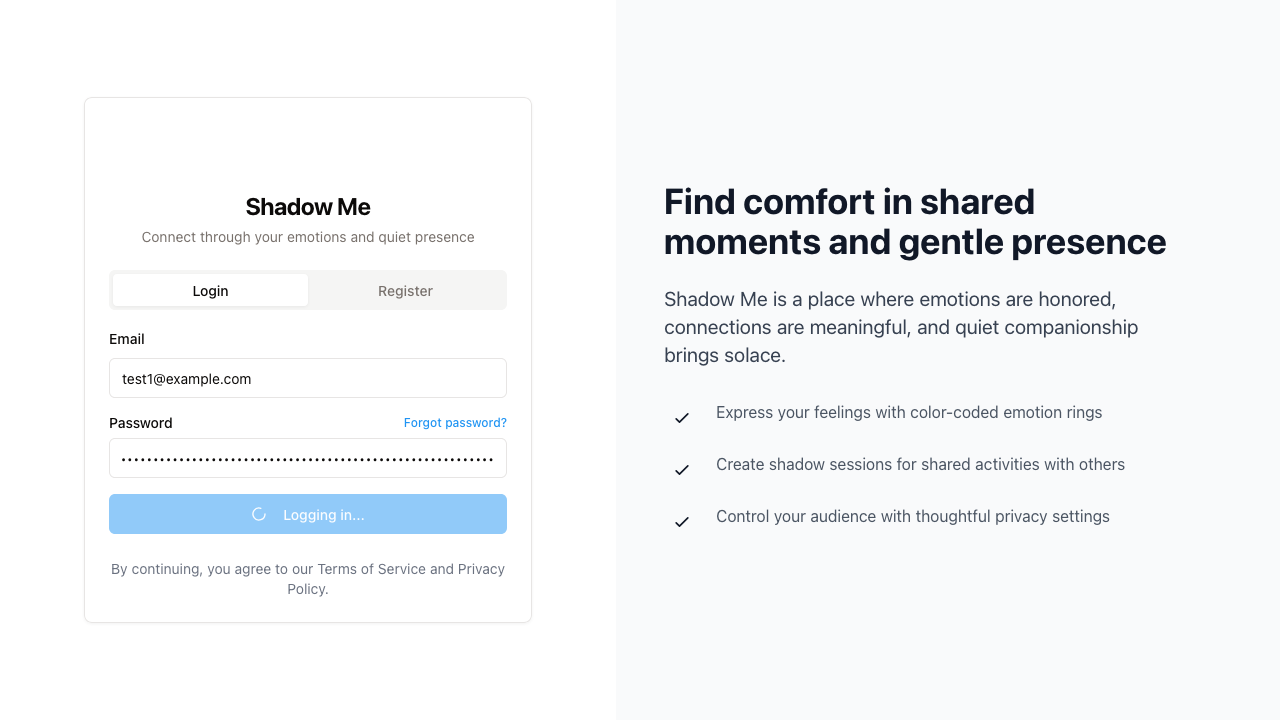 Shadow Me
Connect through your emotions and quiet presence
Login
Register
Email
test1@example.com
Password
Forgot password?
••••••••••••••••••••••••••••••••••••••••••••••••••••••••••
Logging in...
By continuing, you agree to our Terms of Service and Privacy
Policy.
Find comfort in shared
moments and gentle presence
Shadow Me is a place where emotions are honored,
connections are meaningful, and quiet companionship
brings solace.
Express your feelings with color-coded emotion rings
Create shadow sessions for shared activities with others
Control your audience with thoughtful privacy settings